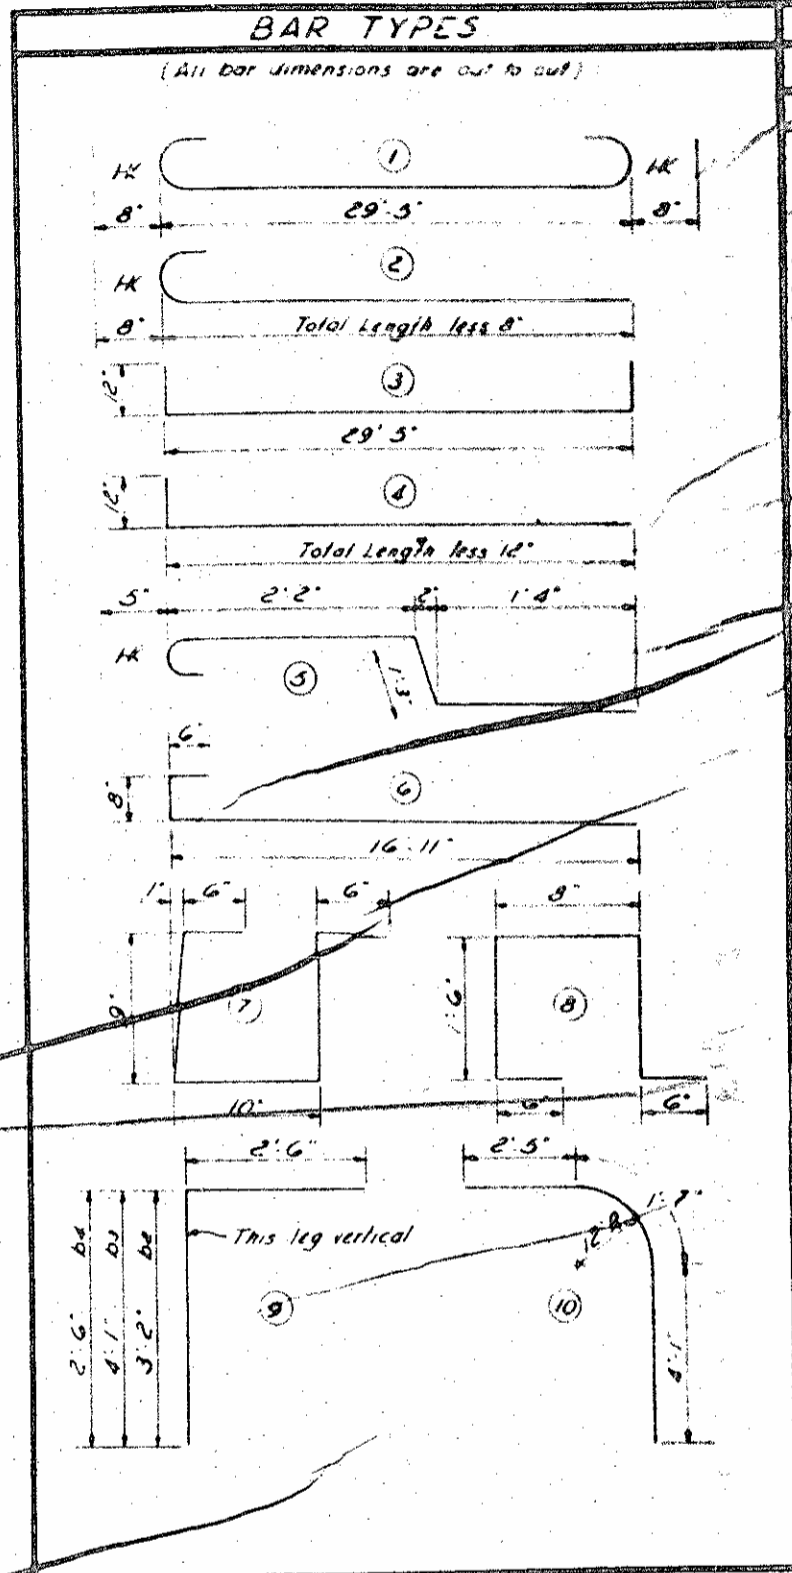 BAR TYPES
(All bar dimensions are out to out)
HK 1 HK
8" 29'-5" 8"
HK 2
8" Total Length less 8"
12" 3
29'-5"
12" 4
Total Length less 12"
5" 2'-2" 2" 1'-4"
HK 5 1'-3"
6"
8" 6
16'-11"
1" 6" 6" 8"
9" 7 1'-6" 8
10" 6" 6"
2'-6" 2'-5"
1'-7"
This leg vertical 12"R
2'-6" b4 4'-1" b3 3'-2" b2 9 10 4'-1"